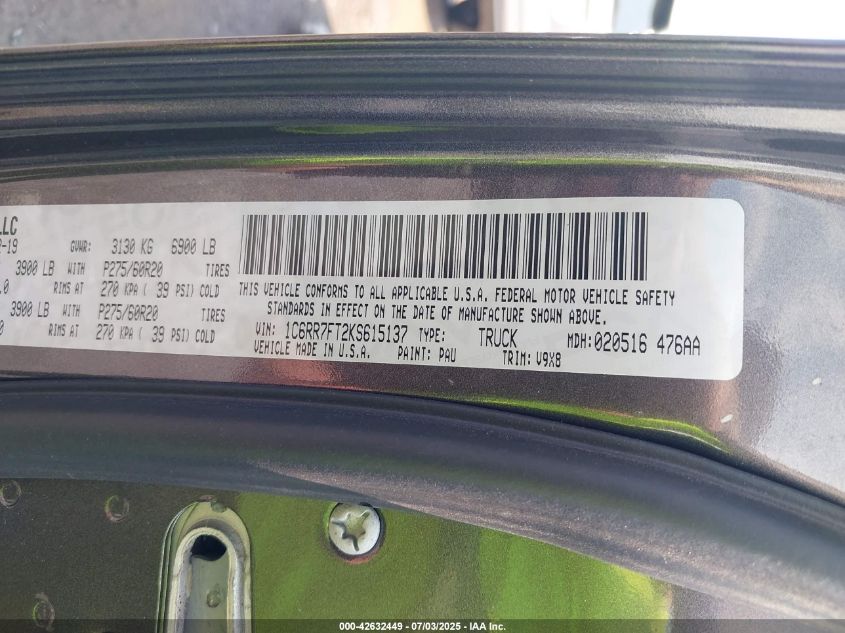 LLC
-19 GVWR: 3130 KG 6900 LB
3900 LB WITH P275/60R20 TIRES
.0 RIMS AT 270 KPA ( 39 PSI) COLD
3900 LB WITH P275/60R20 TIRES
0 RIMS AT 270 KPA ( 39 PSI) COLD
THIS VEHICLE CONFORMS TO ALL APPLICABLE U.S.A. FEDERAL MOTOR VEHICLE SAFETY
STANDARDS IN EFFECT ON THE DATE OF MANUFACTURE SHOWN ABOVE.
VIN: 1C6RR7FT2KS615137 TYPE: TRUCK MDH:020516 476AA
VEHICLE MADE IN U.S.A. PAINT: PAU TRIM: V9X8
000-42632449 - 07/03/2025 - IAA Inc.